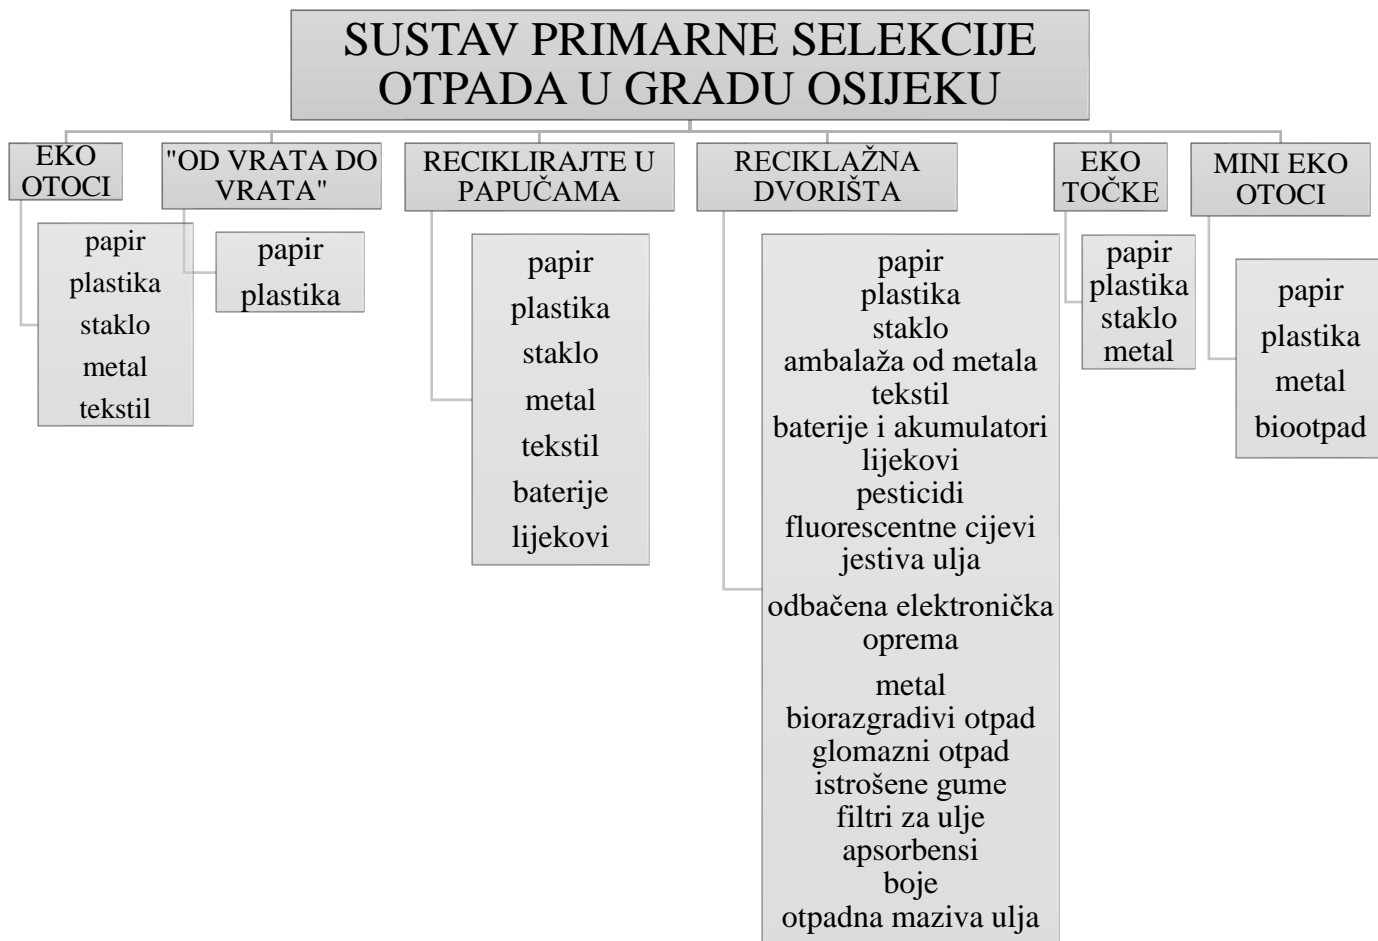 SUSTAV PRIMARNE SELEKCIJE
OTPADA U GRADU OSIJEKU
EKO
OTOCI
papir
plastika
staklo
metal
tekstil
"OD VRATA DO
VRATA"
papir
plastika
RECIKLIRAJTE U
PAPUČAMA
papir
plastika
staklo
metal
tekstil
baterije
lijekovi
RECIKLAŽNA
DVORIŠTA
papir
plastika
staklo
ambalaža od metala
tekstil
baterije i akumulatori
lijekovi
pesticidi
fluorescentne cijevi
jestiva ulja
odbačena elektronička
oprema
metal
biorazgradivi otpad
glomazni otpad
istrošene gume
filtri za ulje
apsorbensi
boje
otpadna maziva ulja
EKO
TOČKE
papir
plastika
staklo
metal
MINI EKO
OTOCI
papir
plastika
metal
biootpad